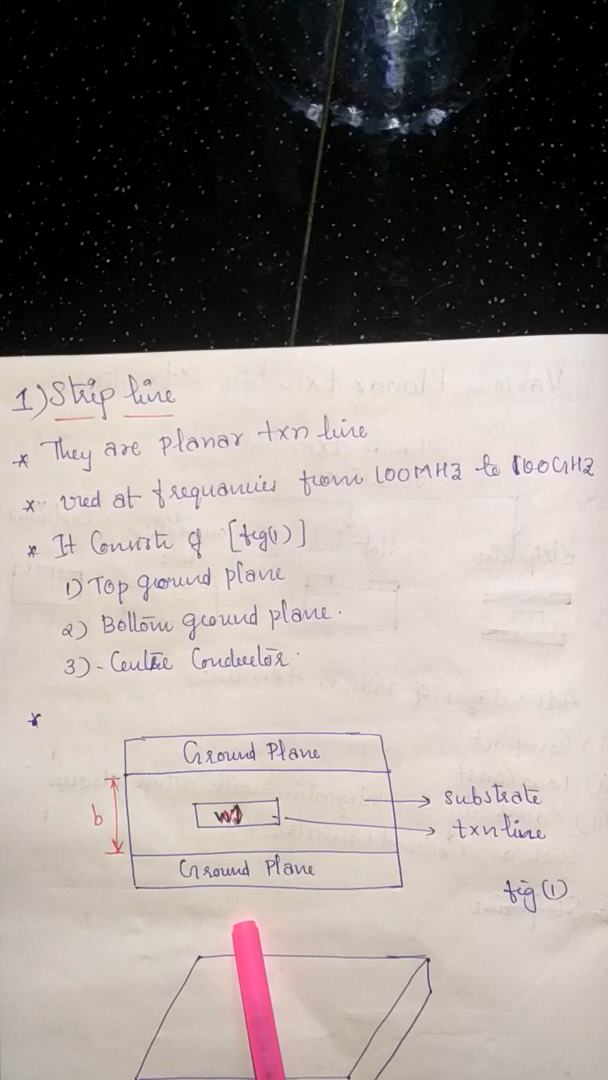 1) Strip line
* They are planar txn line
* used at frequencies from 100MHz to 100GHz
* It Consists of [fig(1)]
1) Top ground plane
2) Bottom ground plane.
3) - Centre Conductor.
*
Ground Plane
b
substrate
txn line
Ground Plane
fig (1)